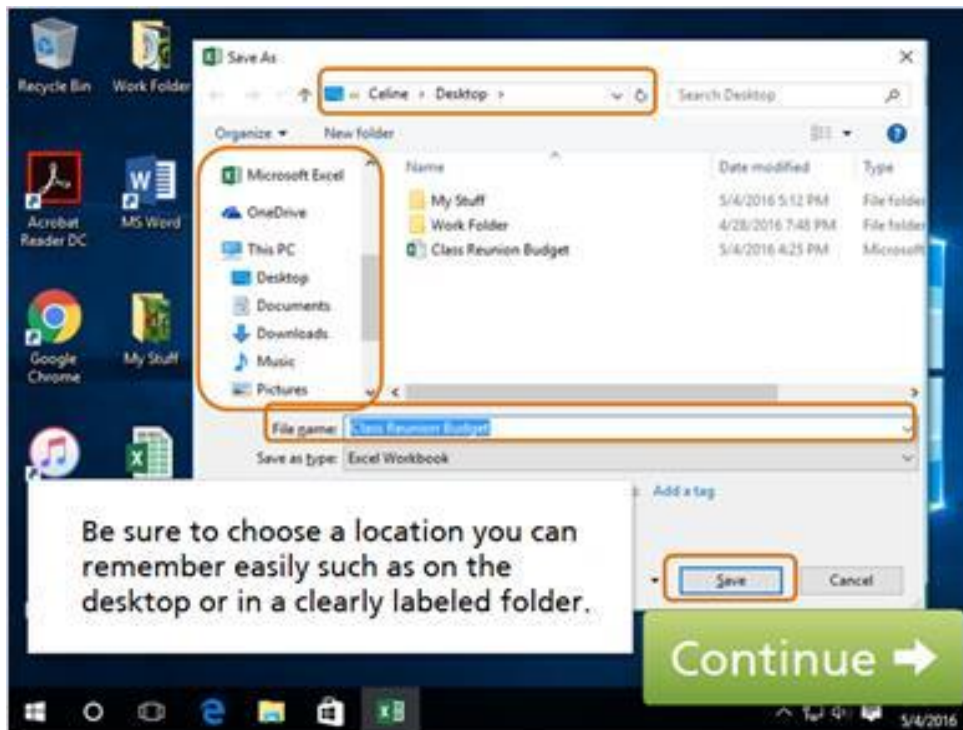 Recycle Bin
Work Folder
Acrobat
Reader DC
MS Word
Google
Chrome
My Stuff
Save As
Celine › Desktop ›
Search Desktop
Organize
New folder
Microsoft Excel
OneDrive
This PC
Desktop
Documents
Downloads
Music
Pictures
Name
Date modified
Type
My Stuff
5/4/2016 5:12 PM
File folder
Work Folder
4/28/2016 7:48 PM
File folder
Class Reunion Budget
5/4/2016 4:25 PM
Microsoft
File name: Class Reunion Budget
Save as type: Excel Workbook
Add a tag
Save
Cancel
Be sure to choose a location you can
remember easily such as on the
desktop or in a clearly labeled folder.
Continue
5/4/2016